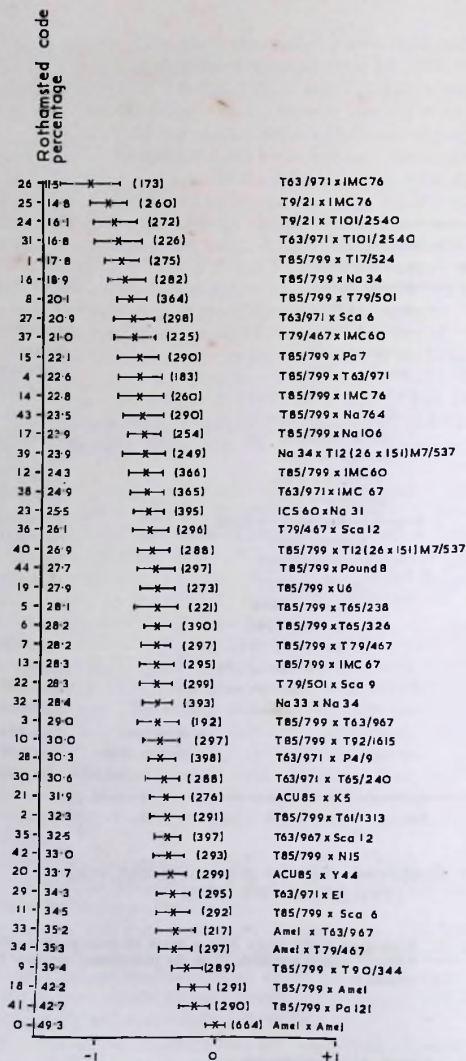 Rothamsted code
percentage
26 - 11.5 (173) T63/971 x IMC76
25 - 14.8 (260) T9/21 x IMC76
24 - 16.1 (272) T9/21 x T101/2540
31 - 16.8 (226) T63/971 x T101/2540
1 - 17.8 (275) T85/799 x T17/524
16 - 18.9 (282) T85/799 x Na 34
8 - 20.1 (364) T85/799 x T79/501
27 - 20.9 (298) T63/971 x Sca 6
37 - 21.0 (225) T79/467 x IMC60
15 - 22.1 (290) T85/799 x Pa 7
4 - 22.6 (183) T85/799 x T63/971
14 - 22.8 (260) T85/799 x IMC 76
43 - 23.5 (290) T85/799 x Na764
17 - 23.9 (254) T85/799 x Na106
39 - 23.9 (249) Na 34 x T12(26 x 151)M7/537
12 - 24.3 (366) T85/799 x IMC60
38 - 24.9 (365) T63/971 x IMC 67
23 - 25.5 (395) ICS 60 x Na 31
36 - 26.1 (296) T79/467 x Sca 12
40 - 26.9 (288) T85/799 x T12(26 x 151)M7/537
44 - 27.7 (297) T85/799 x Pound 8
19 - 27.9 (273) T85/799 x U6
5 - 28.1 (221) T85/799 x T65/238
6 - 28.2 (390) T85/799 x T65/326
7 - 28.2 (297) T85/799 x T79/467
13 - 28.3 (295) T85/799 x IMC 67
22 - 28.3 (299) T79/501 x Sca 9
32 - 28.4 (393) Na 33 x Na 34
3 - 29.0 (192) T85/799 x T63/967
10 - 30.0 (297) T85/799 x T92/1615
28 - 30.3 (398) T63/971 x P4/9
30 - 30.6 (288) T63/971 x T65/240
21 - 31.9 (276) ACU85 x K5
2 - 32.3 (291) T85/799 x T61/1313
35 - 32.5 (397) T63/967 x Sca 12
42 - 33.0 (293) T85/799 x N15
20 - 33.7 (299) ACU85 x Y44
29 - 34.3 (295) T63/971 x E1
11 - 34.5 (292) T85/799 x Sca 6
33 - 35.2 (217) Amel x T63/967
34 - 35.3 (297) Amel x T79/467
9 - 39.4 (289) T85/799 x T90/344
18 - 42.2 (291) T85/799 x Amel
41 - 42.7 (290) T85/799 x Pa 121
0 - 49.3 (664) Amel x Amel
-1 0 +1